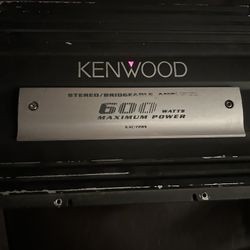 KENWOOD
STEREO/BRIDGEABLE
600 WATTS
MAXIMUM POWER